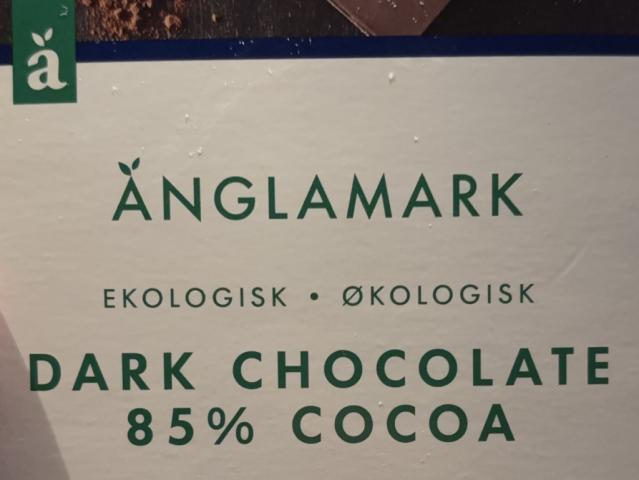 ä
ÄNGLAMARK
EKOLOGISK • ØKOLOGISK
DARK CHOCOLATE
85% COCOA